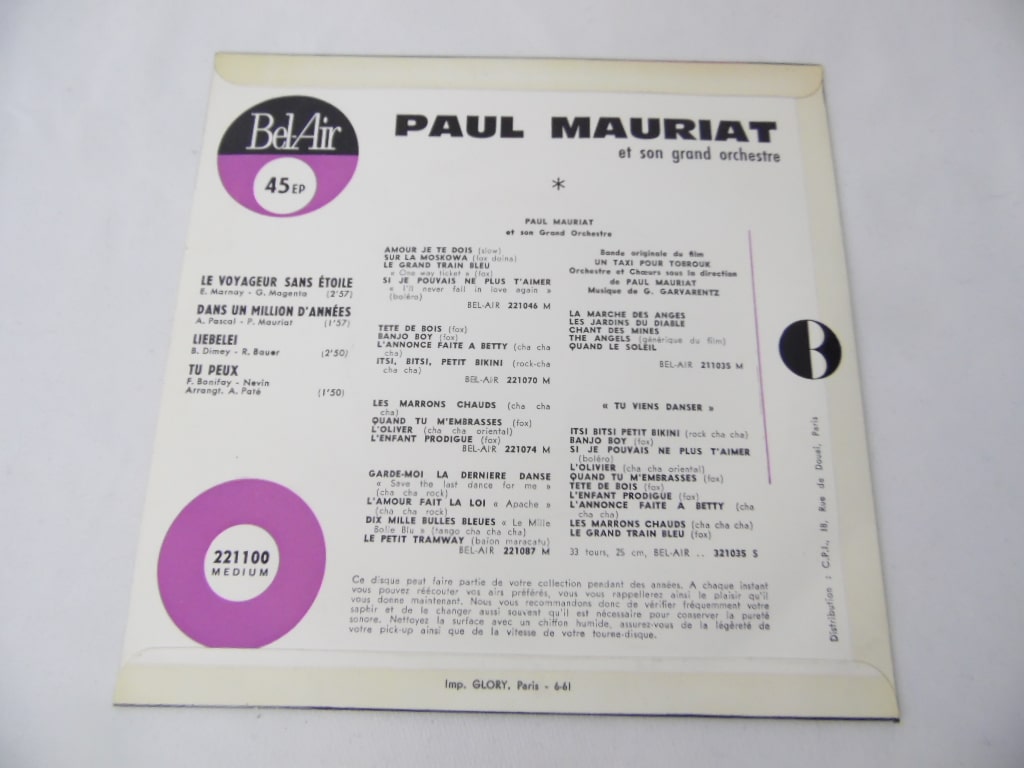 Bel-Air
45 EP
PAUL MAURIAT
et son grand orchestre
*
LE VOYAGEUR SANS ÉTOILE
E. Marnay - G. Magenta (2'57)
DANS UN MILLION D'ANNÉES
A. Pascal - P. Mauriat (1'57)
LIEBELEI
B. Dimey - R. Bauer (2'50)
TU PEUX
F. Bonifay - Nevin
Arrangt. A. Paté (1'50)
221100
MEDIUM
PAUL MAURIAT
et son Grand Orchestre
AMOUR JE TE DOIS (slow)
SUR LA MOSKOWA (fox doina)
LE GRAND TRAIN BLEU
« One way ticket » (fox)
SI JE POUVAIS NE PLUS T'AIMER
« I'll never fall in love again »
(boléro)
BEL-AIR 221046 M
TETE DE BOIS (fox)
BANJO BOY (fox)
L'ANNONCE FAITE A BETTY (cha cha
cha)
ITSI, BITSI, PETIT BIKINI (rock-cha
cha cha)
BEL-AIR 221070 M
LES MARRONS CHAUDS (cha cha
cha)
QUAND TU M'EMBRASSES (fox)
L'OLIVER (cha cha oriental)
L'ENFANT PRODIGUE (fox)
BEL-AIR 221074 M
GARDE-MOI LA DERNIERE DANSE
« Save the last dance for me »
(cha cha rock)
L'AMOUR FAIT LA LOI « Apache »
(cha cha rock)
DIX MILLE BULLES BLEUES « Le Mille
Bolle Blu » (tango cha cha cha)
LE PETIT TRAMWAY (baion maracatu)
BEL-AIR 221087 M
Bande originale du film
UN TAXI POUR TOBROUK
Orchestre et Chœurs sous la direction
de PAUL MAURIAT
Musique de G. GARVARENTZ
LA MARCHE DES ANGES
LES JARDINS DU DIABLE
CHANT DES MINES
THE ANGELS (générique du film)
QUAND LE SOLEIL
BEL-AIR 211035 M
« TU VIENS DANSER »
ITSI BITSI PETIT BIKINI (rock cha cha)
BANJO BOY (fox)
SI JE POUVAIS NE PLUS T'AIMER
(boléro)
L'OLIVIER (cha cha oriental)
QUAND TU M'EMBRASSES (fox)
TETE DE BOIS (fox)
L'ENFANT PRODIGUE (fox)
L'ANNONCE FAITE A BETTY (cha
cha cha)
LES MARRONS CHAUDS (cha cha cha)
LE GRAND TRAIN BLEU (fox)
33 tours, 25 cm, BEL-AIR .. 321035 S
B
Distribution : C.P.I., 18, Rue de Douai, Paris
Ce disque peut faire partie de votre collection pendant des années. A chaque instant
vous pouvez réécouter vos airs préférés, vous vous rappellerez ainsi le plaisir qu'il
vous donne maintenant. Nous vous recommandons donc de vérifier fréquemment votre
saphir et de le changer aussi souvent qu'il est nécessaire pour conserver la pureté
sonore. Nettoyez la surface avec un chiffon humide, assurez-vous de la légèreté de
votre pick-up ainsi que de la vitesse de votre tourne-disque.
Imp. GLORY, Paris - 6-61